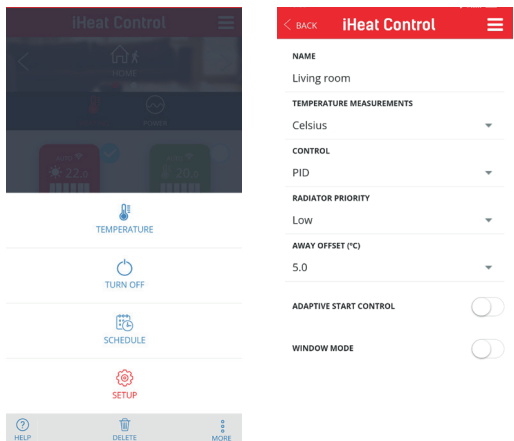 iHeat Control
HOME
POWER
22.0
20.0
TEMPERATURE
TURN OFF
SCHEDULE
SETUP
HELP
DELETE
MORE
BACK
iHeat Control
NAME
Living room
TEMPERATURE MEASUREMENTS
Celsius
CONTROL
PID
RADIATOR PRIORITY
Low
AWAY OFFSET (°C)
5.0
ADAPTIVE START CONTROL
WINDOW MODE